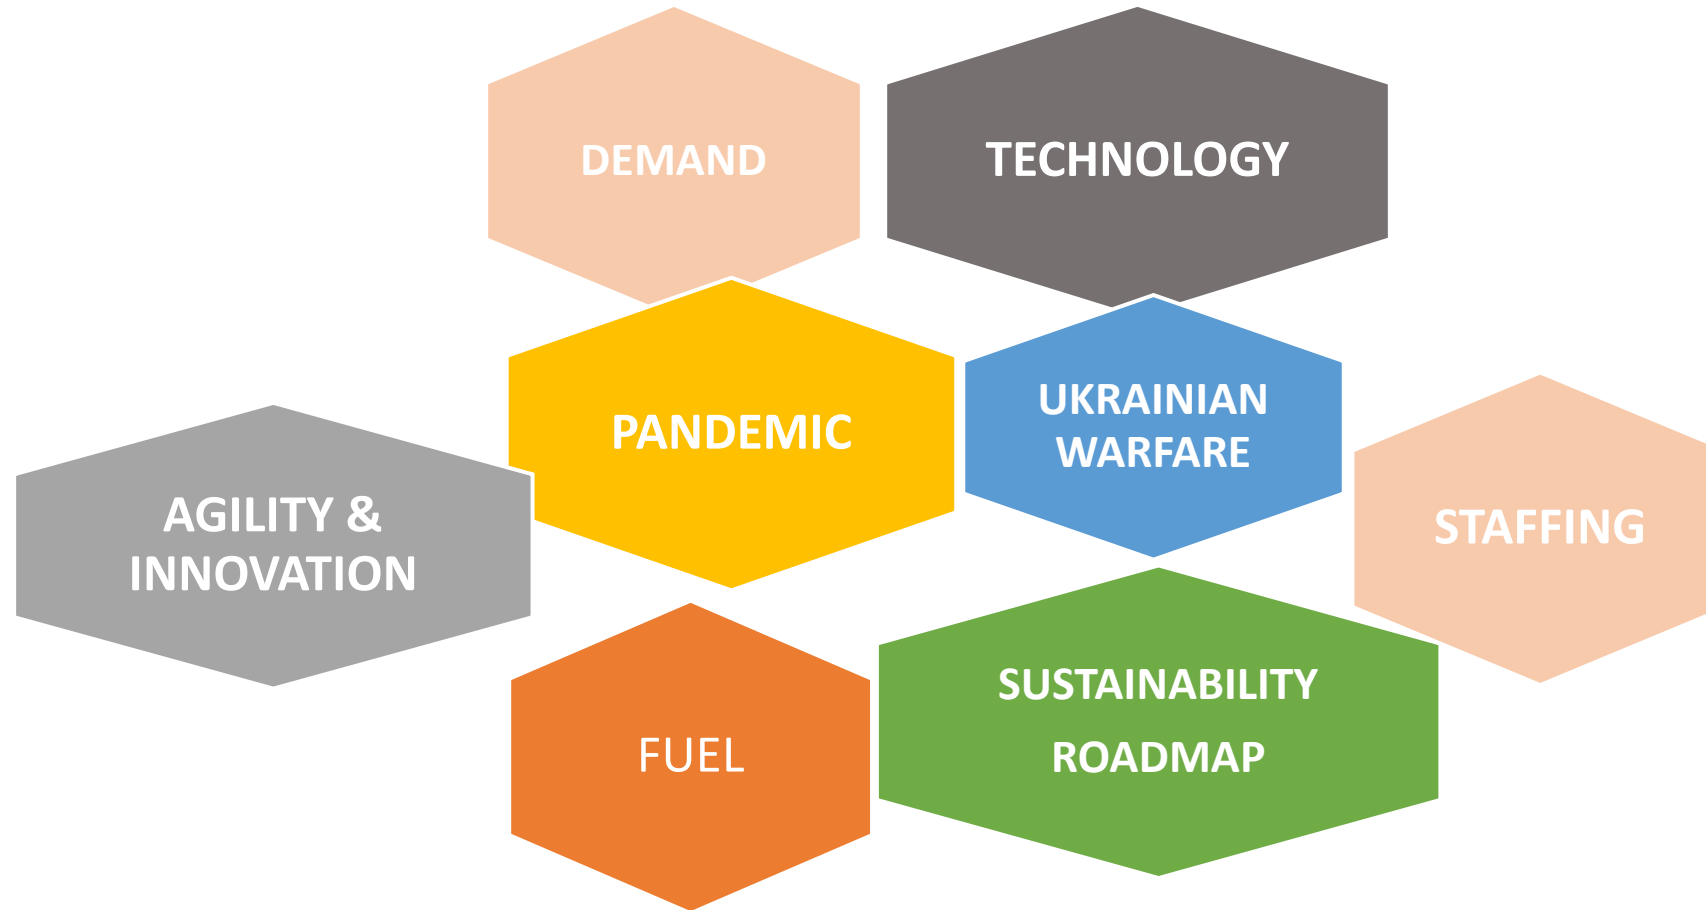 DEMAND
TECHNOLOGY
PANDEMIC
UKRAINIAN
WARFARE
AGILITY &
INNOVATION
STAFFING
FUEL
SUSTAINABILITY
ROADMAP